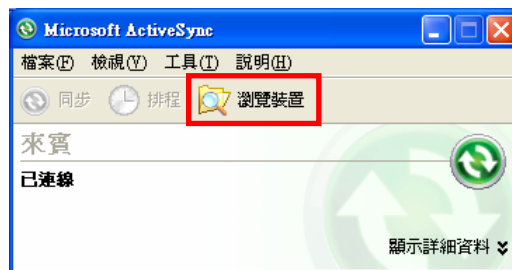 Microsoft ActiveSync
檔案(F) 檢視(V) 工具(T) 說明(H)
同步 排程 瀏覽裝置
來賓
已連線
顯示詳細資料